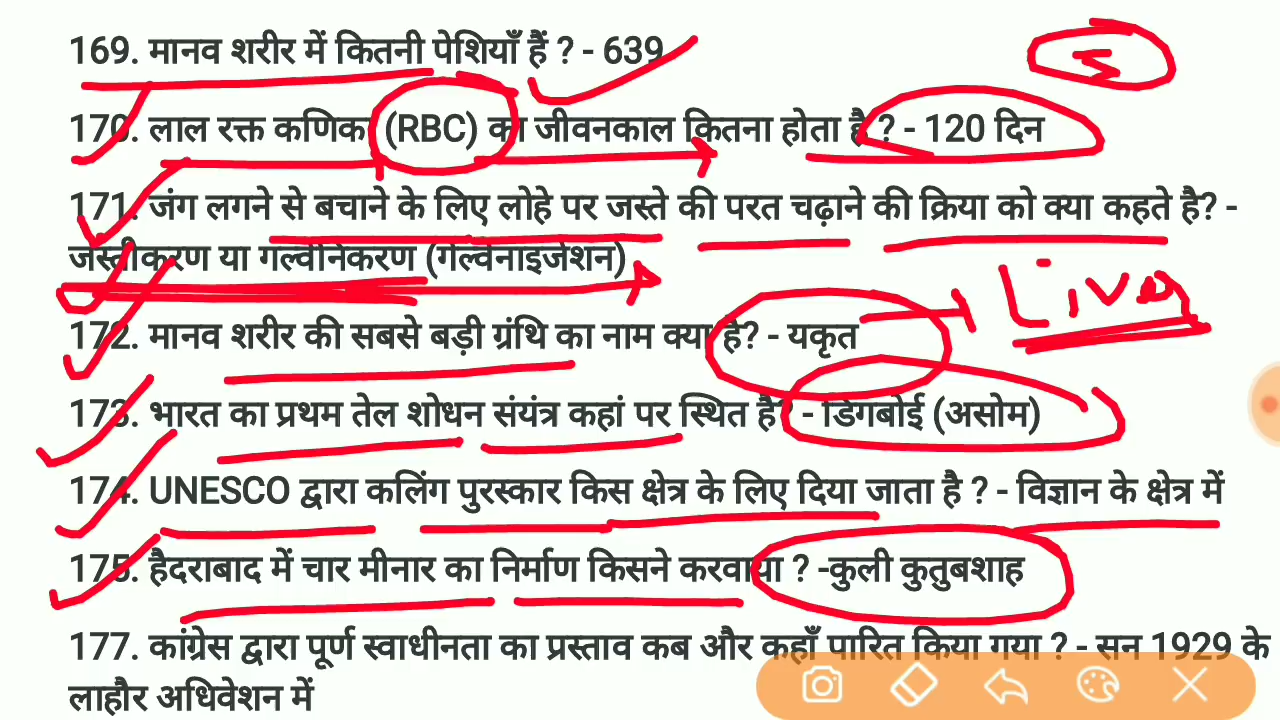 169. मानव शरीर में कितनी पेशियाँ हैं ? - 639
170. लाल रक्त कणिका (RBC) का जीवनकाल कितना होता है ? - 120 दिन
171. जंग लगने से बचाने के लिए लोहे पर जस्ते की परत चढ़ाने की क्रिया को क्या कहते है? -
जस्तीकरण या गल्वेनिकरण (गेल्वेनाइजेशन)
Liver
172. मानव शरीर की सबसे बड़ी ग्रंथि का नाम क्या है? - यकृत
173. भारत का प्रथम तेल शोधन संयंत्र कहां पर स्थित है? - डिगबोई (असोम)
174. UNESCO द्वारा कलिंग पुरस्कार किस क्षेत्र के लिए दिया जाता है ? - विज्ञान के क्षेत्र में
175. हैदराबाद में चार मीनार का निर्माण किसने करवाया ? -कुली कुतुबशाह
177. कांग्रेस द्वारा पूर्ण स्वाधीनता का प्रस्ताव कब और कहाँ पारित किया गया ? - सन 1929 के
लाहौर अधिवेशन में